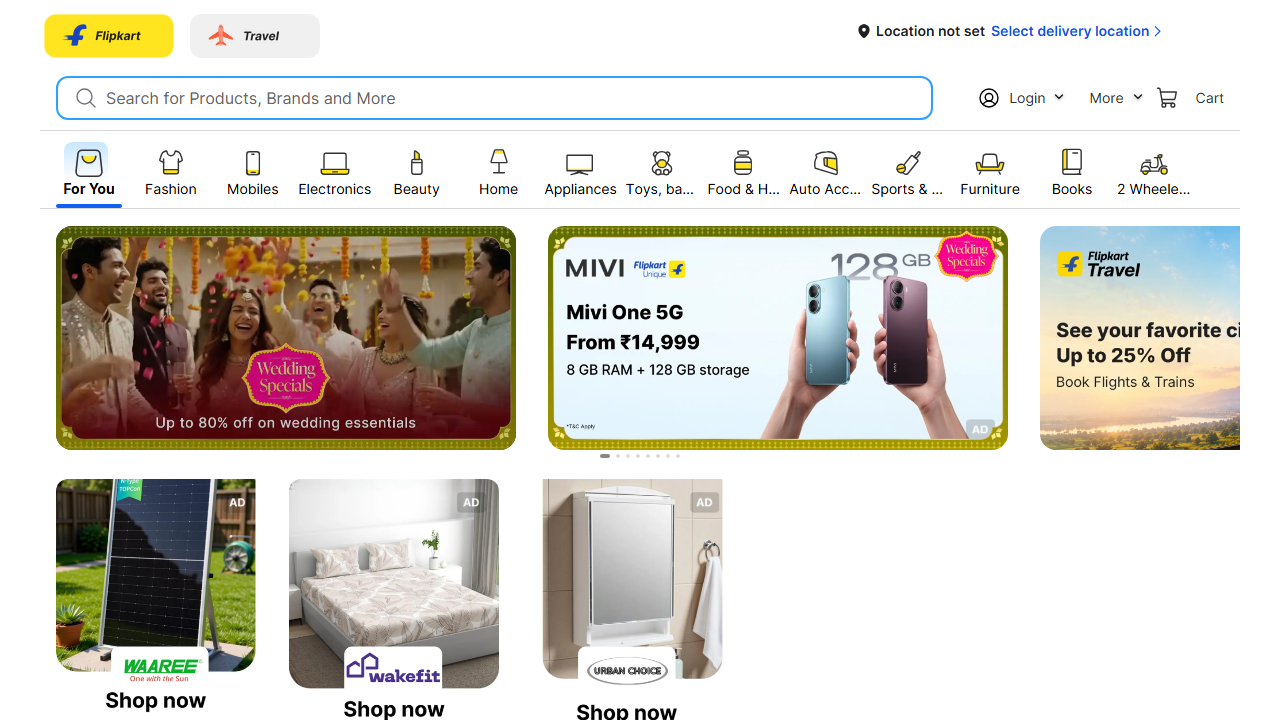 Flipkart
Travel
Location not set Select delivery location
Search for Products, Brands and More
Login
More
Cart
For You
Fashion
Mobiles
Electronics
Beauty
Home
Appliances
Toys, ba...
Food & H...
Auto Acc...
Sports & ...
Furniture
Books
2 Wheele...
Wedding
Specials
Up to 80% off on wedding essentials
MIVI
Flipkart
Unique
128 GB
Wedding
Specials
Mivi One 5G
From ₹14,999
8 GB RAM + 128 GB storage
*T&C Apply
AD
Flipkart
Travel
See your favorite ci
Up to 25% Off
Book Flights & Trains
N-Type
TOPCon
AD
WAAREE
One with the Sun
Shop now
AD
wakefit
Shop now
AD
URBAN CHOICE
Shop now